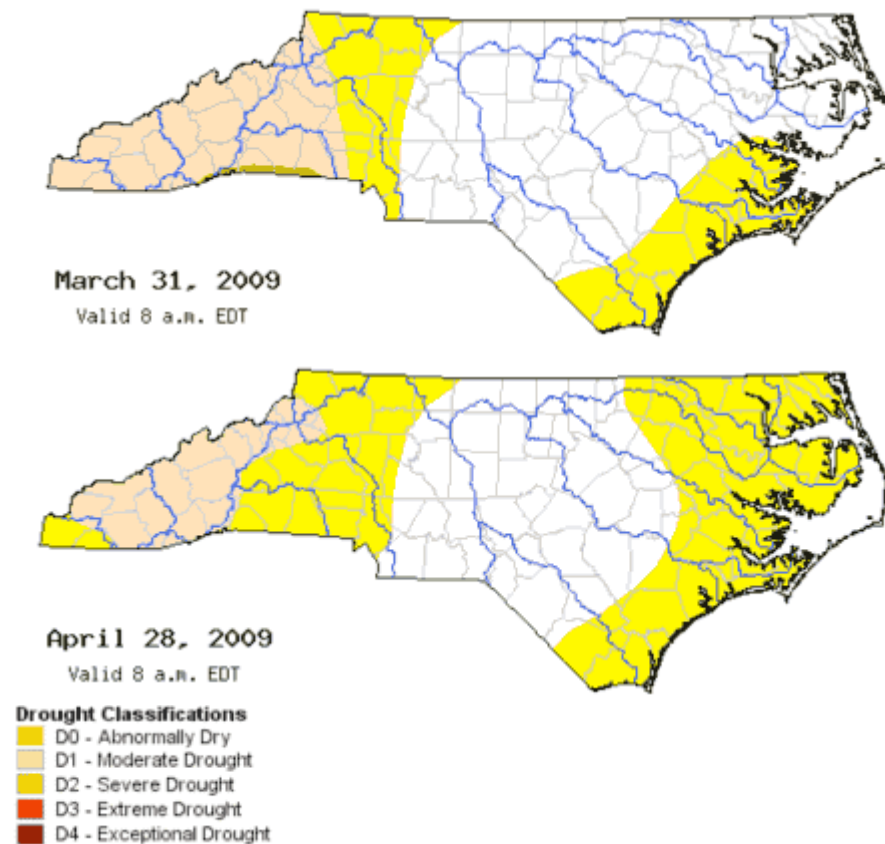 March 31, 2009
Valid 8 a.m. EDT
April 28, 2009
Valid 8 a.m. EDT
Drought Classifications
D0 - Abnormally Dry
D1 - Moderate Drought
D2 - Severe Drought
D3 - Extreme Drought
D4 - Exceptional Drought